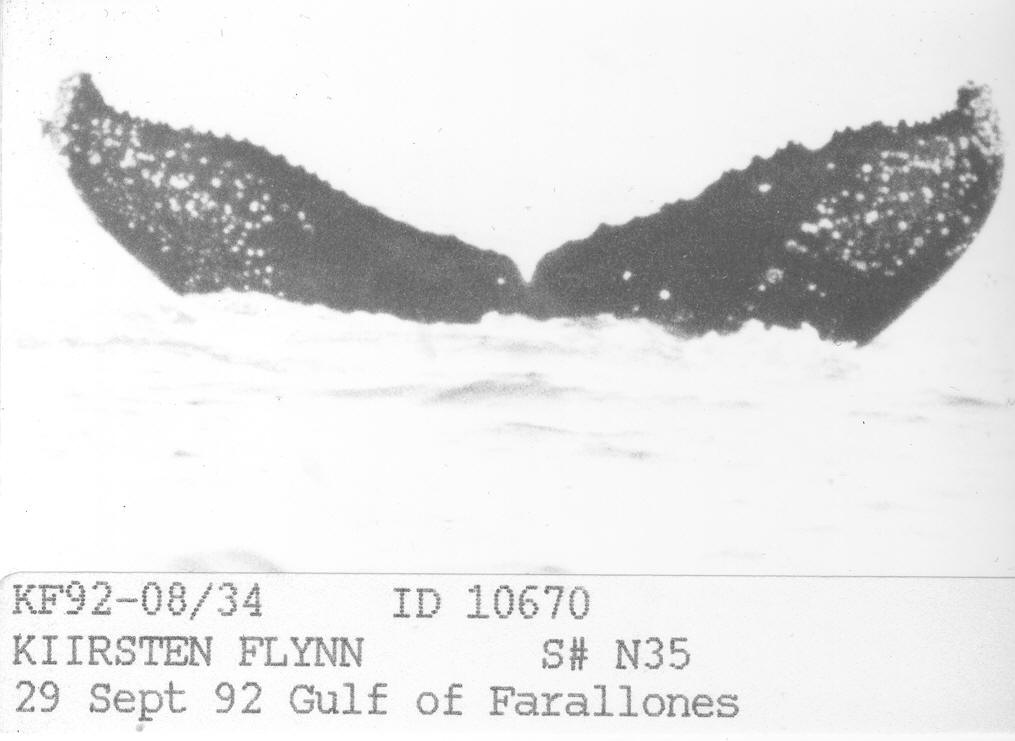 KF92-08/34 ID 10670
KIIRSTEN FLYNN S# N35
29 Sept 92 Gulf of Farallones